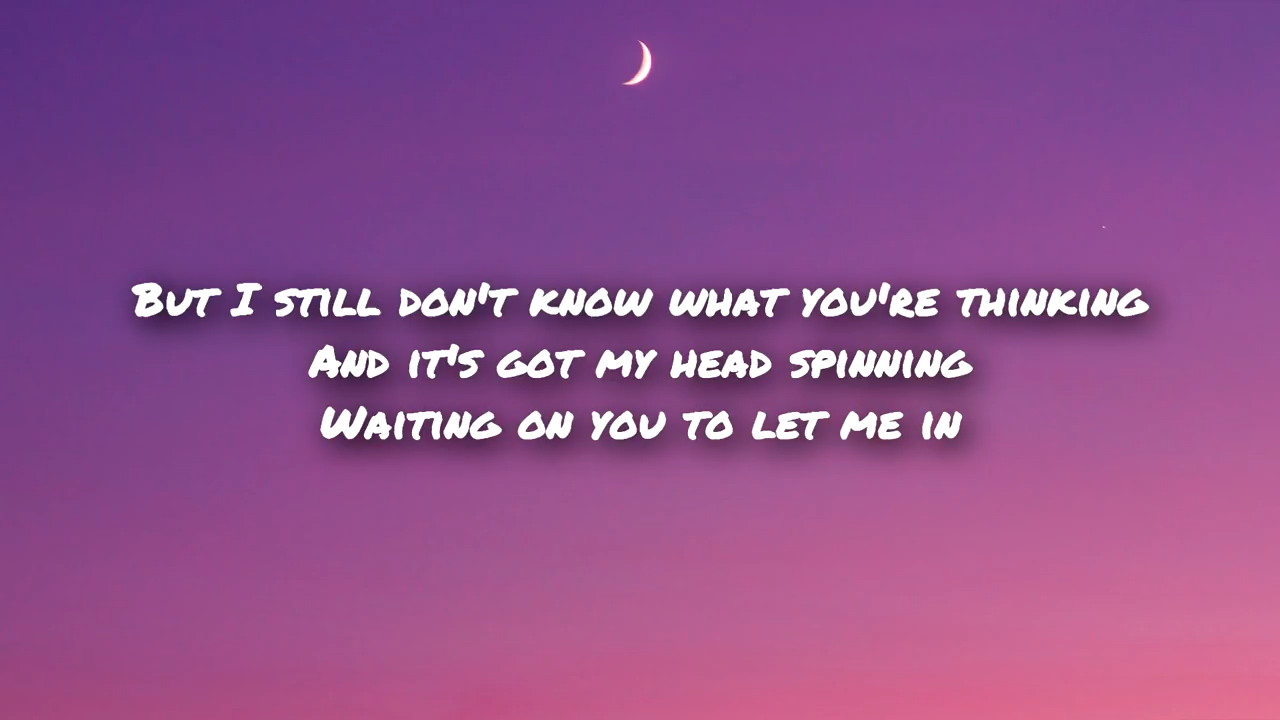 But I still don't know what you're thinking
And it's got my head spinning
Waiting on you to let me in